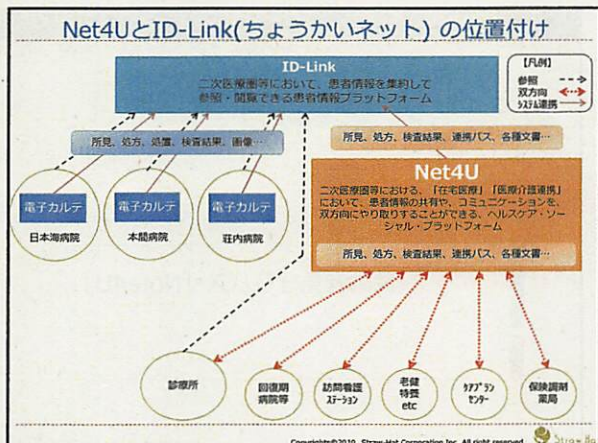 Net4UとID-Link(ちょうかいネット) の位置付け
ID-Link
二次医療圏等において、患者情報を集約して
参照・閲覧できる患者情報プラットフォーム
【凡例】
参照
双方向
システム連携
所見、処方、処置、検査結果、画像…
所見、処方、検査結果、連携パス、各種文書…
電子カルテ
日本海病院
電子カルテ
本間病院
電子カルテ
荘内病院
Net4U
二次医療圏等における、「在宅医療」「医療介護連携」
において、患者情報の共有や、コミュニケーションを、
双方向にやり取りすることができる、ヘルスケア・ソー
シャル・プラットフォーム
所見、処方、検査結果、連携パス、各種文書…
診療所
回復期
病院等
訪問看護
ステーション
老健
特養
etc
ケアプラン
センター
保険調剤
薬局
Copyrights©2010 Straw-Hat Corporation Inc. All right reserved